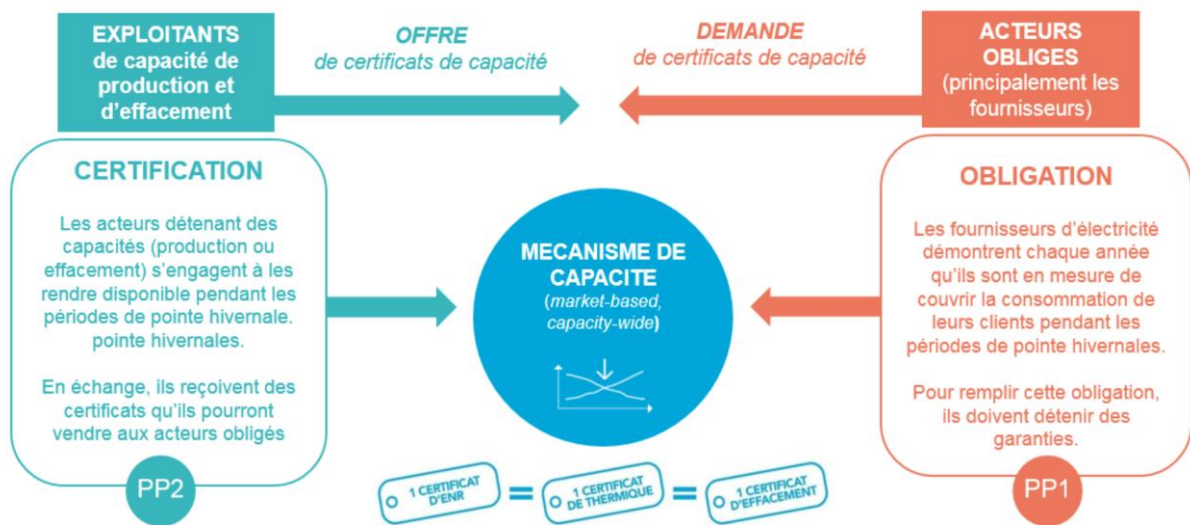 EXPLOITANTS
de capacité de
production et
d’effacement
OFFRE
de certificats de capacité
DEMANDE
de certificats de capacité
ACTEURS
OBLIGES
(principalement les
fournisseurs)
CERTIFICATION
Les acteurs détenant des
capacités (production ou
effacement) s’engagent à les
rendre disponible pendant les
périodes de pointe hivernale.
pointe hivernales.
En échange, ils reçoivent des
certificats qu’ils pourront
vendre aux acteurs obligés
PP2
MECANISME DE
CAPACITE
(market-based,
capacity-wide)
OBLIGATION
Les fournisseurs d’électricité
démontrent chaque année
qu’ils sont en mesure de
couvrir la consommation de
leurs clients pendant les
périodes de pointe hivernales.
Pour remplir cette obligation,
ils doivent détenir des
garanties.
PP1
1 CERTIFICAT
D'ENR
=
1 CERTIFICAT
DE THERMIQUE
=
1 CERTIFICAT
D'EFFACEMENT